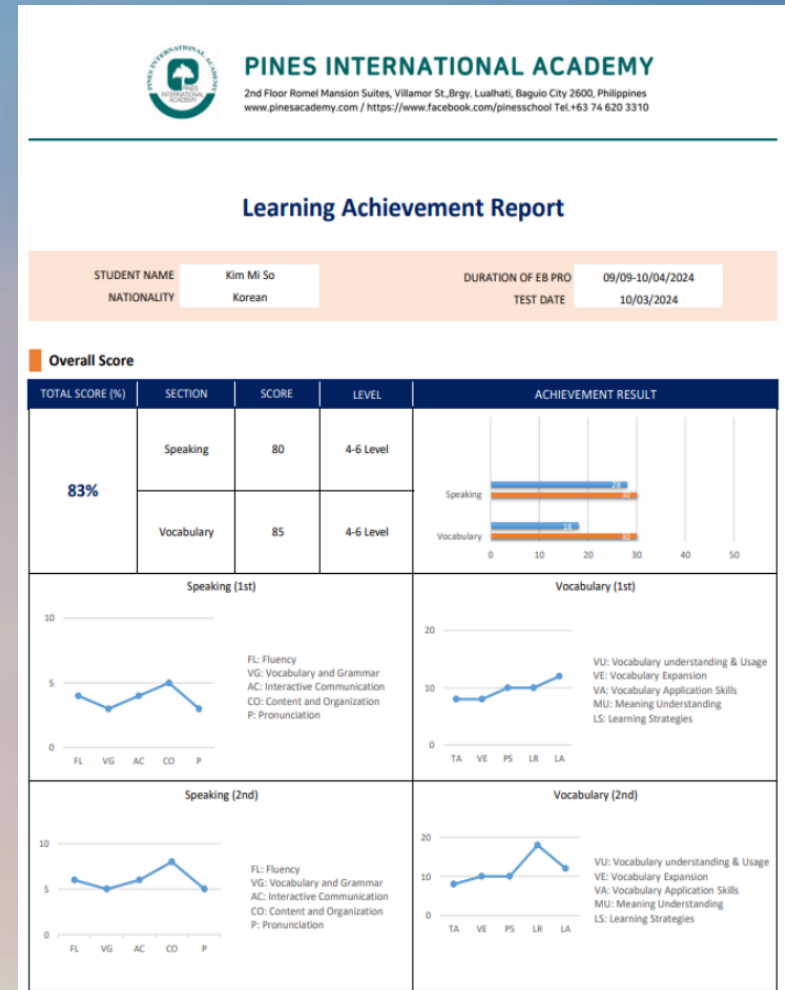 PINES INTERNATIONAL ACADEMY
PINES
INTERNATIONAL
ACADEMY
PINES INTERNATIONAL ACADEMY
2nd Floor Romel Mansion Suites, Villamor St.,Brgy. Lualhati, Baguio City 2600, Philippines
www.pinesacademy.com / https://www.facebook.com/pinesschool Tel.+63 74 620 3310
Learning Achievement Report
STUDENT NAME Kim Mi So DURATION OF EB PRO 09/09-10/04/2024
NATIONALITY Korean TEST DATE 10/03/2024
Overall Score
TOTAL SCORE (%) SECTION SCORE LEVEL ACHIEVEMENT RESULT
83%
Speaking 80 4-6 Level
Vocabulary 85 4-6 Level
Speaking 28 30
Vocabulary 18 30
0 10 20 30 40 50
Speaking (1st)
10
5
0
FL VG AC CO P
FL: Fluency
VG: Vocabulary and Grammar
AC: Interactive Communication
CO: Content and Organization
P: Pronunciation
Vocabulary (1st)
20
10
0
TA VE PS LR LA
VU: Vocabulary understanding & Usage
VE: Vocabulary Expansion
VA: Vocabulary Application Skills
MU: Meaning Understanding
LS: Learning Strategies
Speaking (2nd)
10
5
0
FL VG AC CO P
FL: Fluency
VG: Vocabulary and Grammar
AC: Interactive Communication
CO: Content and Organization
P: Pronunciation
Vocabulary (2nd)
20
10
0
TA VE PS LR LA
VU: Vocabulary understanding & Usage
VE: Vocabulary Expansion
VA: Vocabulary Application Skills
MU: Meaning Understanding
LS: Learning Strategies